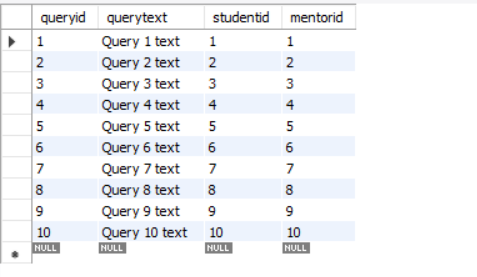 queryid querytext studentid mentorid
1 Query 1 text 1 1
2 Query 2 text 2 2
3 Query 3 text 3 3
4 Query 4 text 4 4
5 Query 5 text 5 5
6 Query 6 text 6 6
7 Query 7 text 7 7
8 Query 8 text 8 8
9 Query 9 text 9 9
10 Query 10 text 10 10
NULL NULL NULL NULL